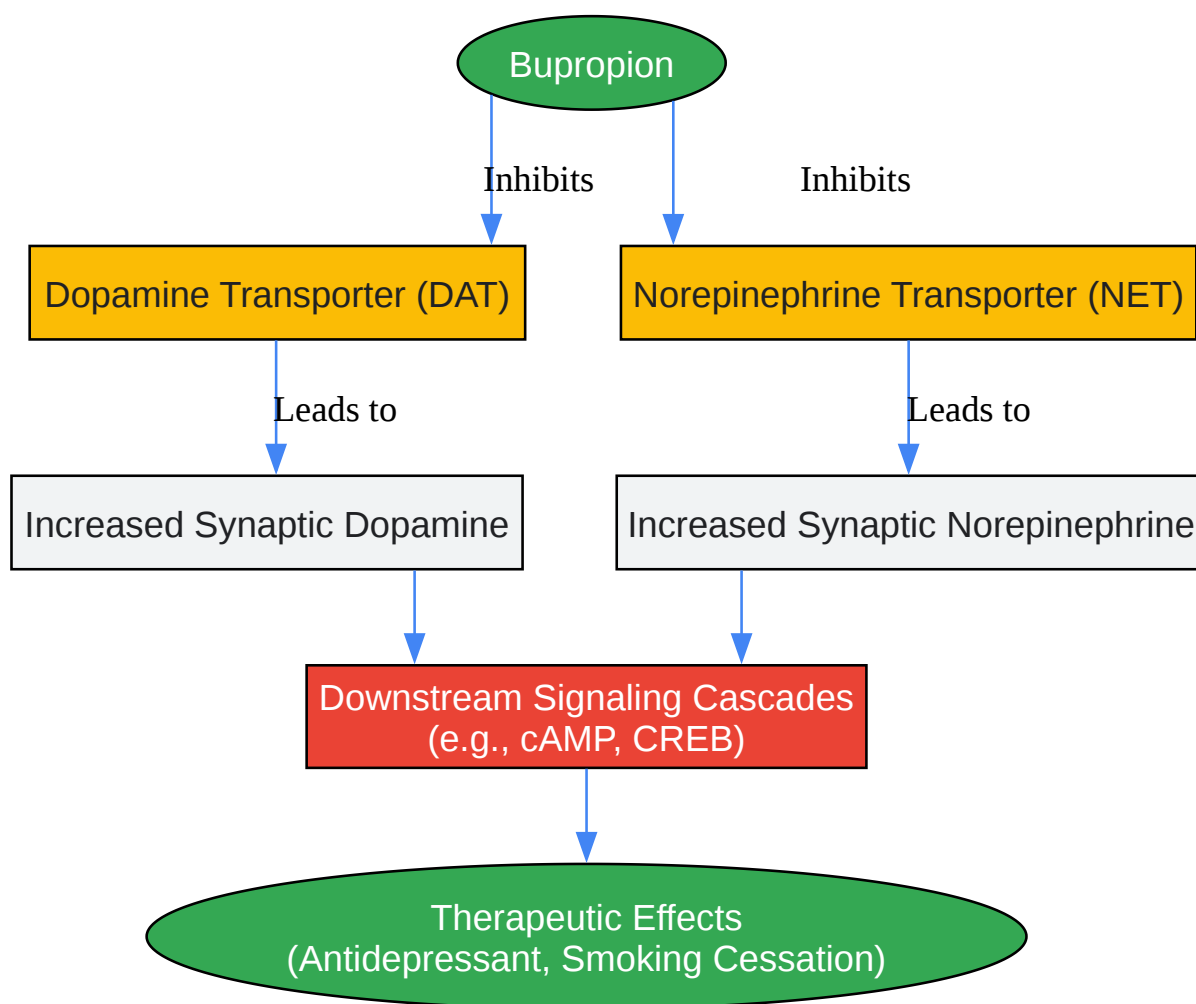 Bupropion
Inhibits
Inhibits
Dopamine Transporter (DAT)
Norepinephrine Transporter (NET)
Leads to
Leads to
Increased Synaptic Dopamine
Increased Synaptic Norepinephrine
Downstream Signaling Cascades
(e.g., cAMP, CREB)
Therapeutic Effects
(Antidepressant, Smoking Cessation)